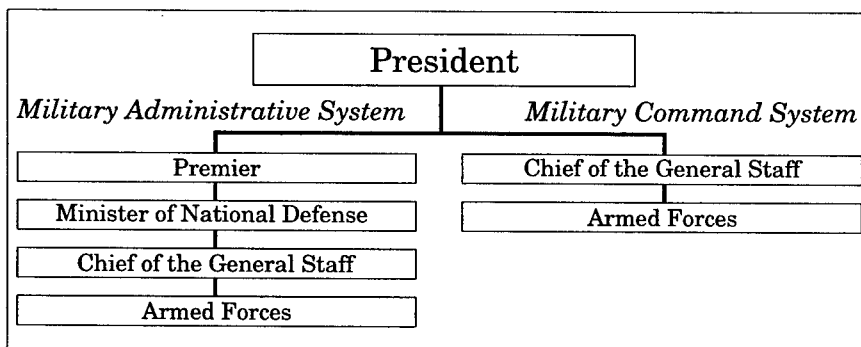 President
Military Administrative System
Military Command System
Premier
Chief of the General Staff
Minister of National Defense
Armed Forces
Chief of the General Staff
Armed Forces